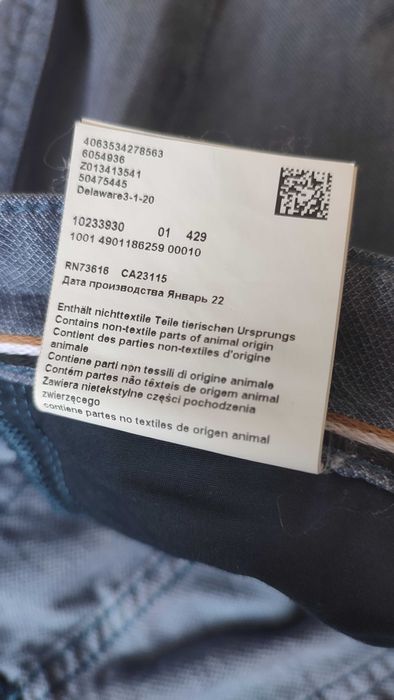 4063534278563
6054936
Z013413541
50475445
Delaware3-1-20
10233930 01 429
1001 4901186259 00010
RN73616 CA23115
Дата производства Январь 22
Enthält nichttextile Teile tierischen Ursprungs
Contains non-textile parts of animal origin
Contient des parties non-textiles d'origine
animale
Contiene parti non tessili di origine animale
Contém partes não têxteis de origem animal
Zawiera nietekstylne części pochodzenia
zwierzęcego
contiene partes no textiles de origen animal